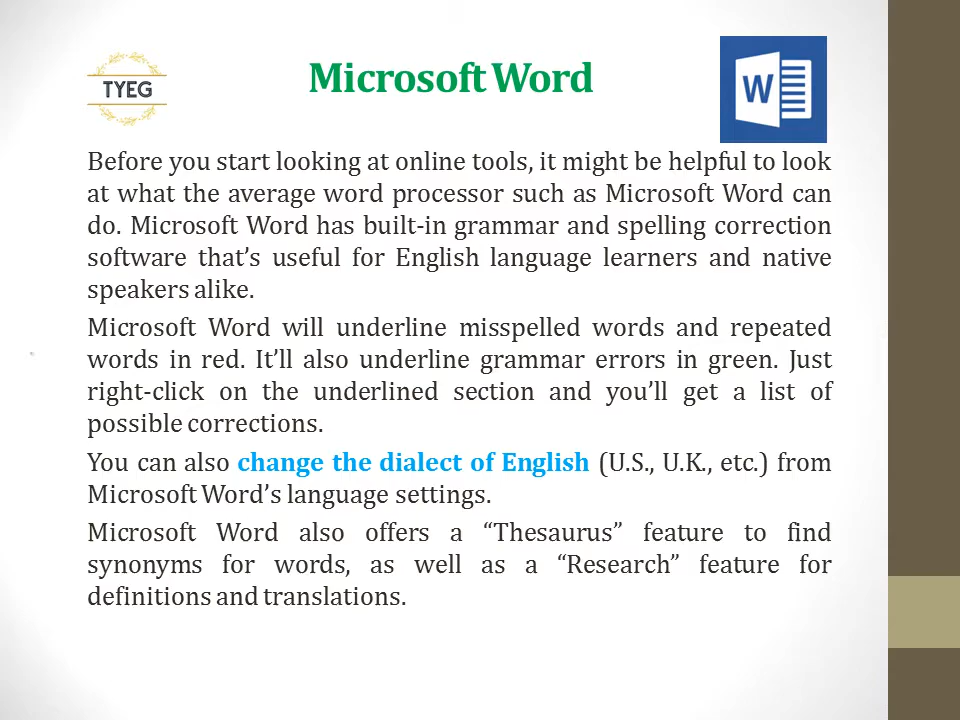 TYEG
Microsoft Word
W
Before you start looking at online tools, it might be helpful to look
at what the average word processor such as Microsoft Word can
do. Microsoft Word has built-in grammar and spelling correction
software that’s useful for English language learners and native
speakers alike.
Microsoft Word will underline misspelled words and repeated
words in red. It’ll also underline grammar errors in green. Just
right-click on the underlined section and you’ll get a list of
possible corrections.
You can also change the dialect of English (U.S., U.K., etc.) from
Microsoft Word’s language settings.
Microsoft Word also offers a “Thesaurus” feature to find
synonyms for words, as well as a “Research” feature for
definitions and translations.